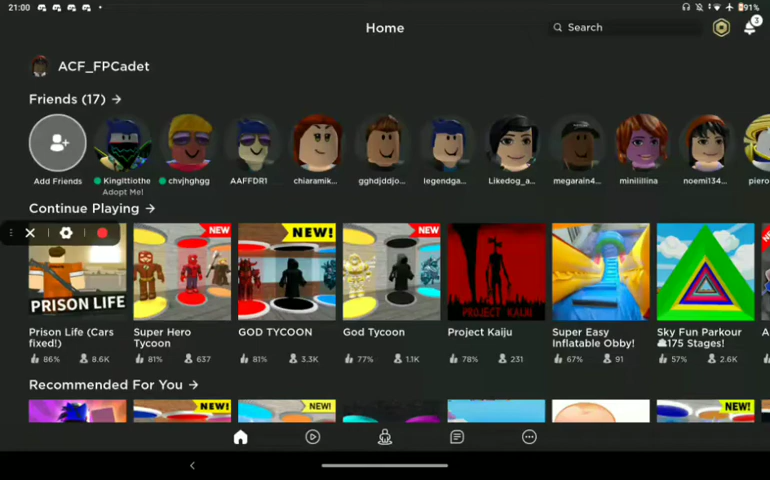 21:00
91%
Home
Search
3
ACF_FPCadet
Friends (17) →
Add Friends
Kingittiothe
Adopt Me!
chvjhghgg
AAFFDR1
chiaramik...
gghdjddjo...
legendga...
Likedog_a...
megarain4...
minilillina
noemi134...
piero
Continue Playing →
PRISON LIFE
NEW
NEW!
NEW
PROJECT KAIJU
Prison Life (Cars fixed!)
86% 8.6K
Super Hero Tycoon
81% 637
GOD TYCOON
81% 3.3K
God Tycoon
77% 1.1K
Project Kaiju
78% 231
Super Easy Inflatable Obby!
67% 91
Sky Fun Parkour 175 Stages!
57% 2.6K
Recommended For You →
NEW!
NEW!
NEW!